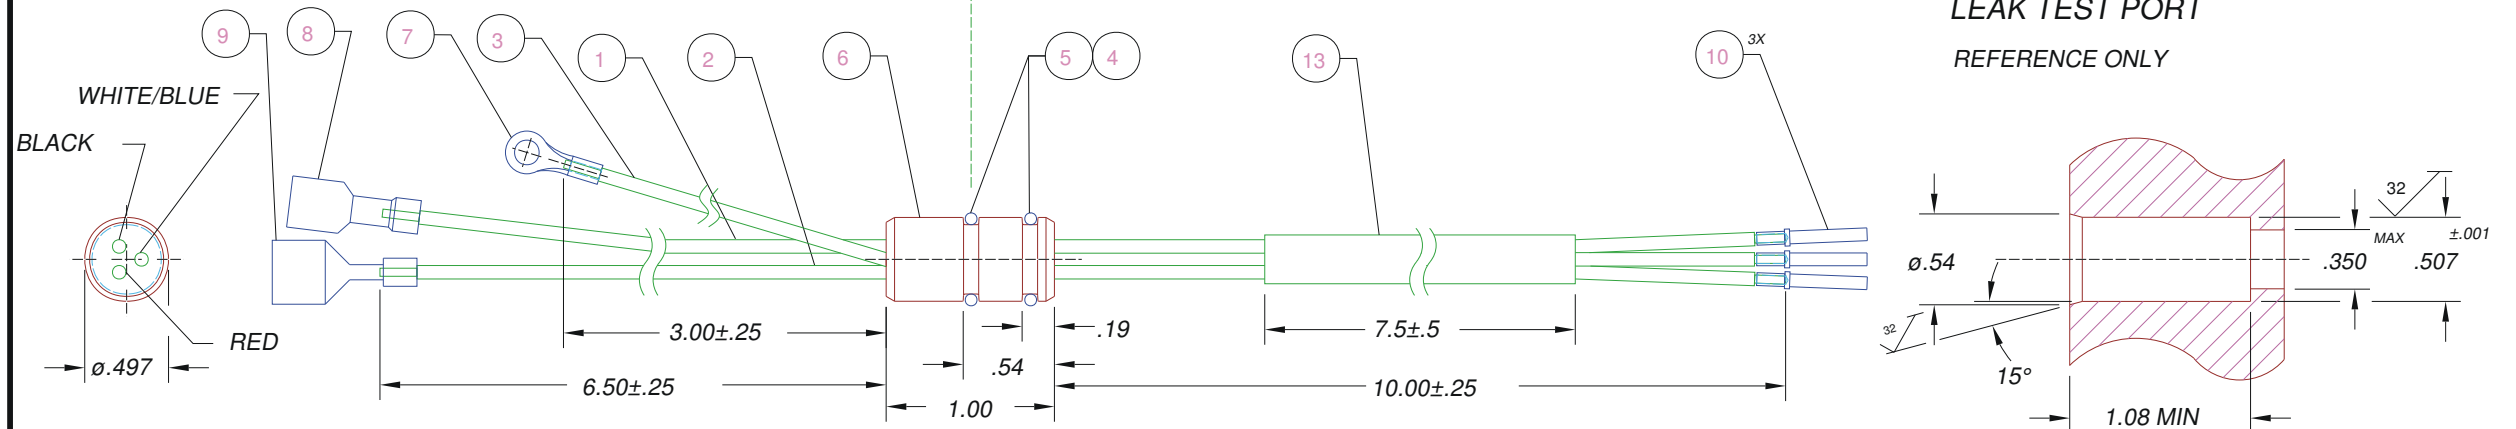 LEAK TEST PORT
REFERENCE ONLY
9
8
7
3
1
2
6
5
4
13
10
3X
WHITE/BLUE
BLACK
RED
ø.497
3.00±.25
6.50±.25
.19
.54
1.00
7.5±.5
10.00±.25
ø.54
32
32
MAX
.350
±.001
.507
15°
1.08 MIN